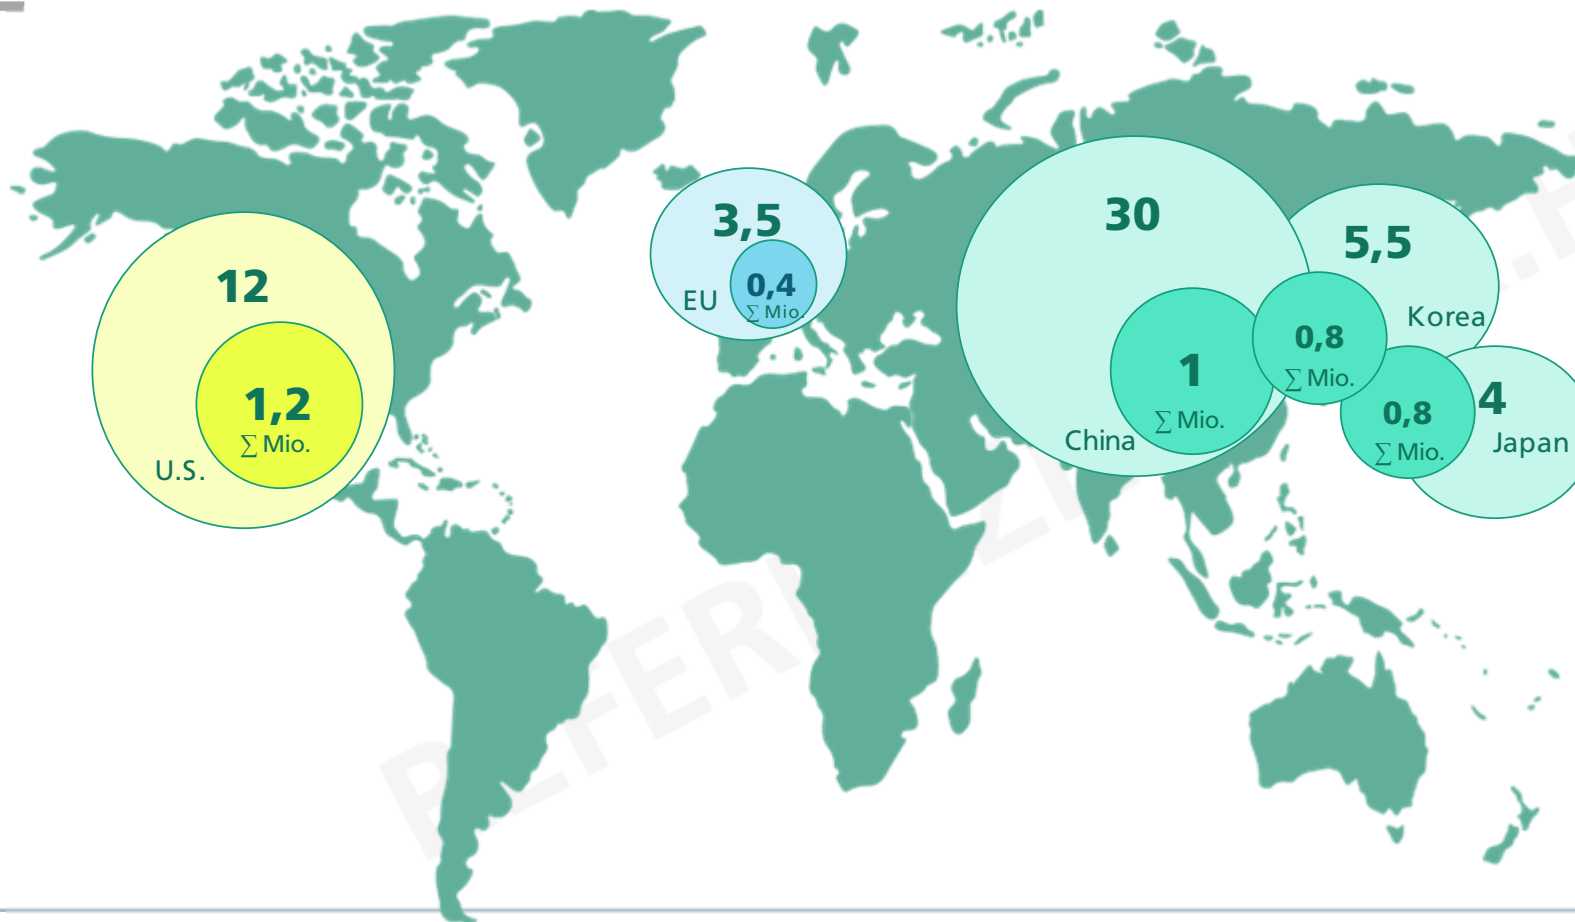 12
1,2
∑ Mio.
U.S.
3,5
0,4
∑ Mio.
EU
30
1
∑ Mio.
China
5,5
Korea
0,8
∑ Mio.
4
0,8
∑ Mio.
Japan